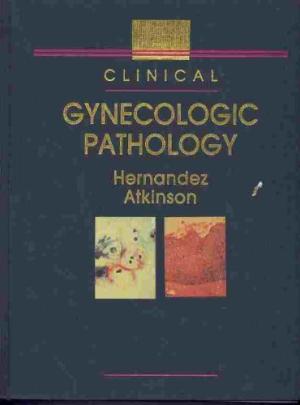 CLINICAL
GYNECOLOGIC
PATHOLOGY
Hernandez
Atkinson